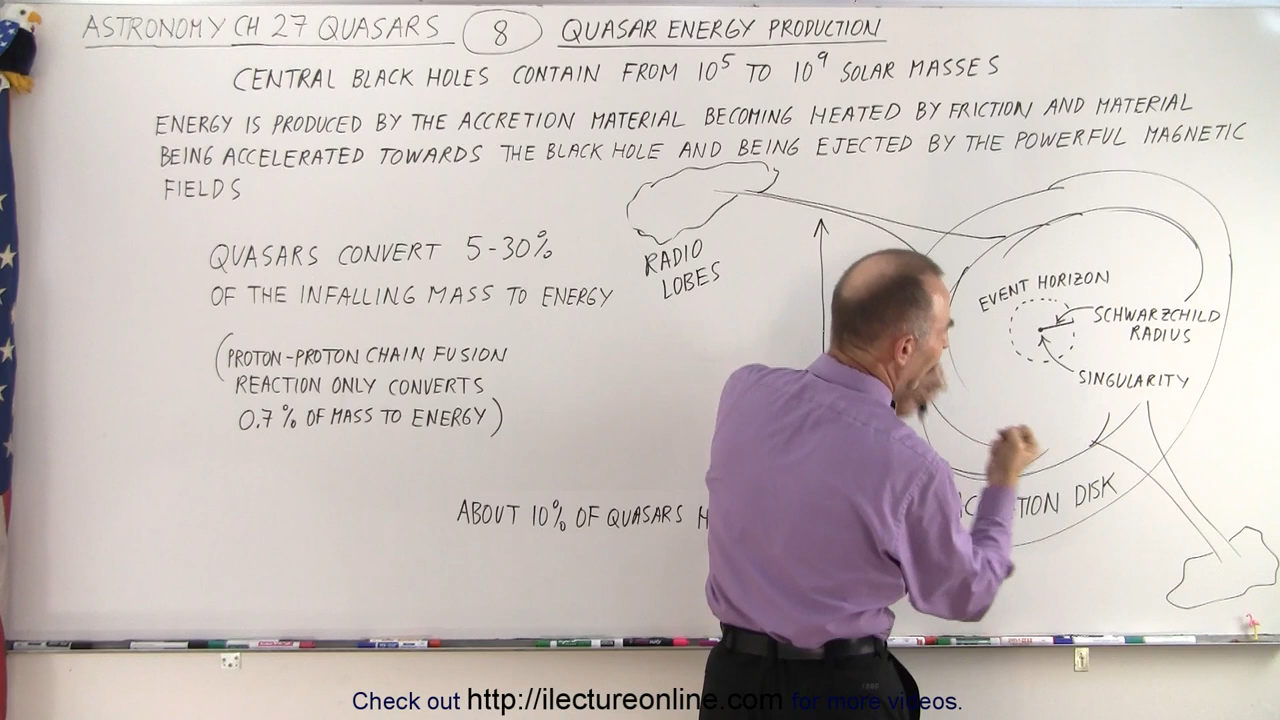 ASTRONOMY CH 27 QUASARS 8 QUASAR ENERGY PRODUCTION
CENTRAL BLACK HOLES CONTAIN FROM 10⁵ TO 10⁹ SOLAR MASSES
ENERGY IS PRODUCED BY THE ACCRETION MATERIAL BECOMING HEATED BY FRICTION AND MATERIAL
BEING ACCELERATED TOWARDS THE BLACK HOLE AND BEING EJECTED BY THE POWERFUL MAGNETIC
FIELDS
QUASARS CONVERT 5-30%
OF THE INFALLING MASS TO ENERGY
(PROTON-PROTON CHAIN FUSION
REACTION ONLY CONVERTS
0.7% OF MASS TO ENERGY)
RADIO
LOBES
EVENT HORIZON
SCHWARZCHILD
RADIUS
SINGULARITY
DISK
ABOUT 10% OF QUASARS
Check out http://ilectureonline.com for more videos.